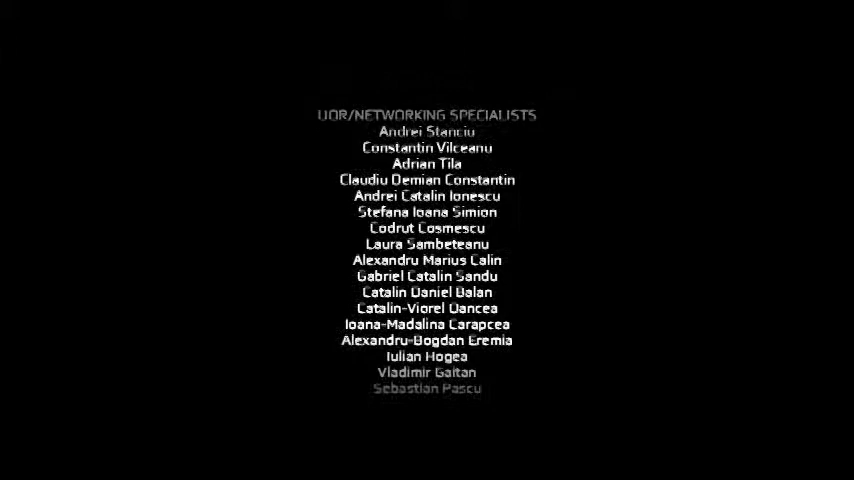 UOR/NETWORKING SPECIALISTS
Andrei Stanciu
Constantin Vilceanu
Adrian Tila
Claudiu Demian Constantin
Andrei Catalin Ionescu
Stefana Ioana Simion
Codrut Cosmescu
Laura Sambeteanu
Alexandru Marius Calin
Gabriel Catalin Sandu
Catalin Daniel Balan
Catalin-Viorel Oancea
Ioana-Madalina Carapcea
Alexandru-Bogdan Eremia
Iulian Hogea
Vladimir Gaitan
Sebastian Pascu